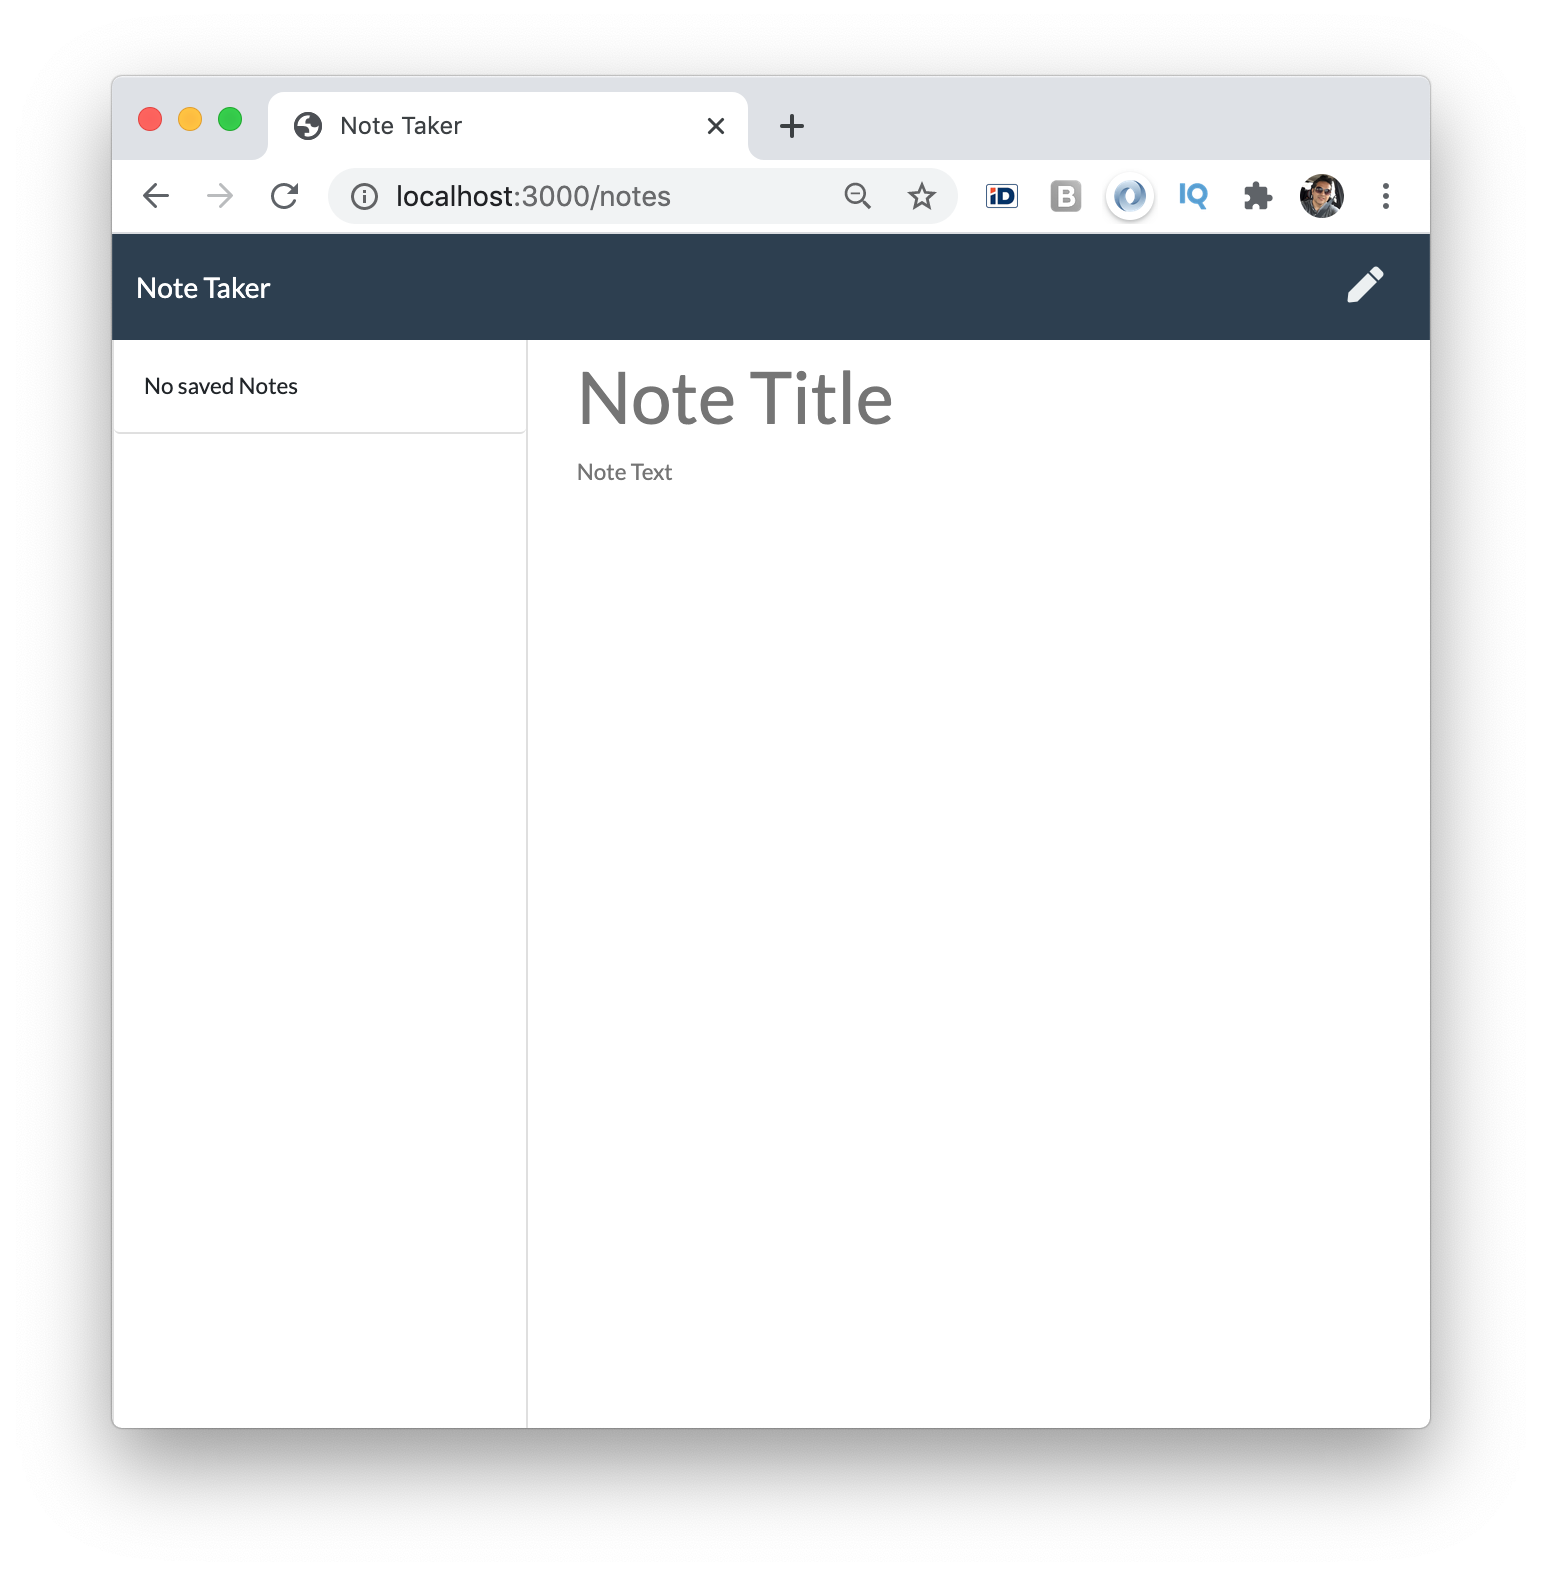 Note Taker
localhost:3000/notes
iD
B
IQ
Note Taker
No saved Notes
Note Title
Note Text